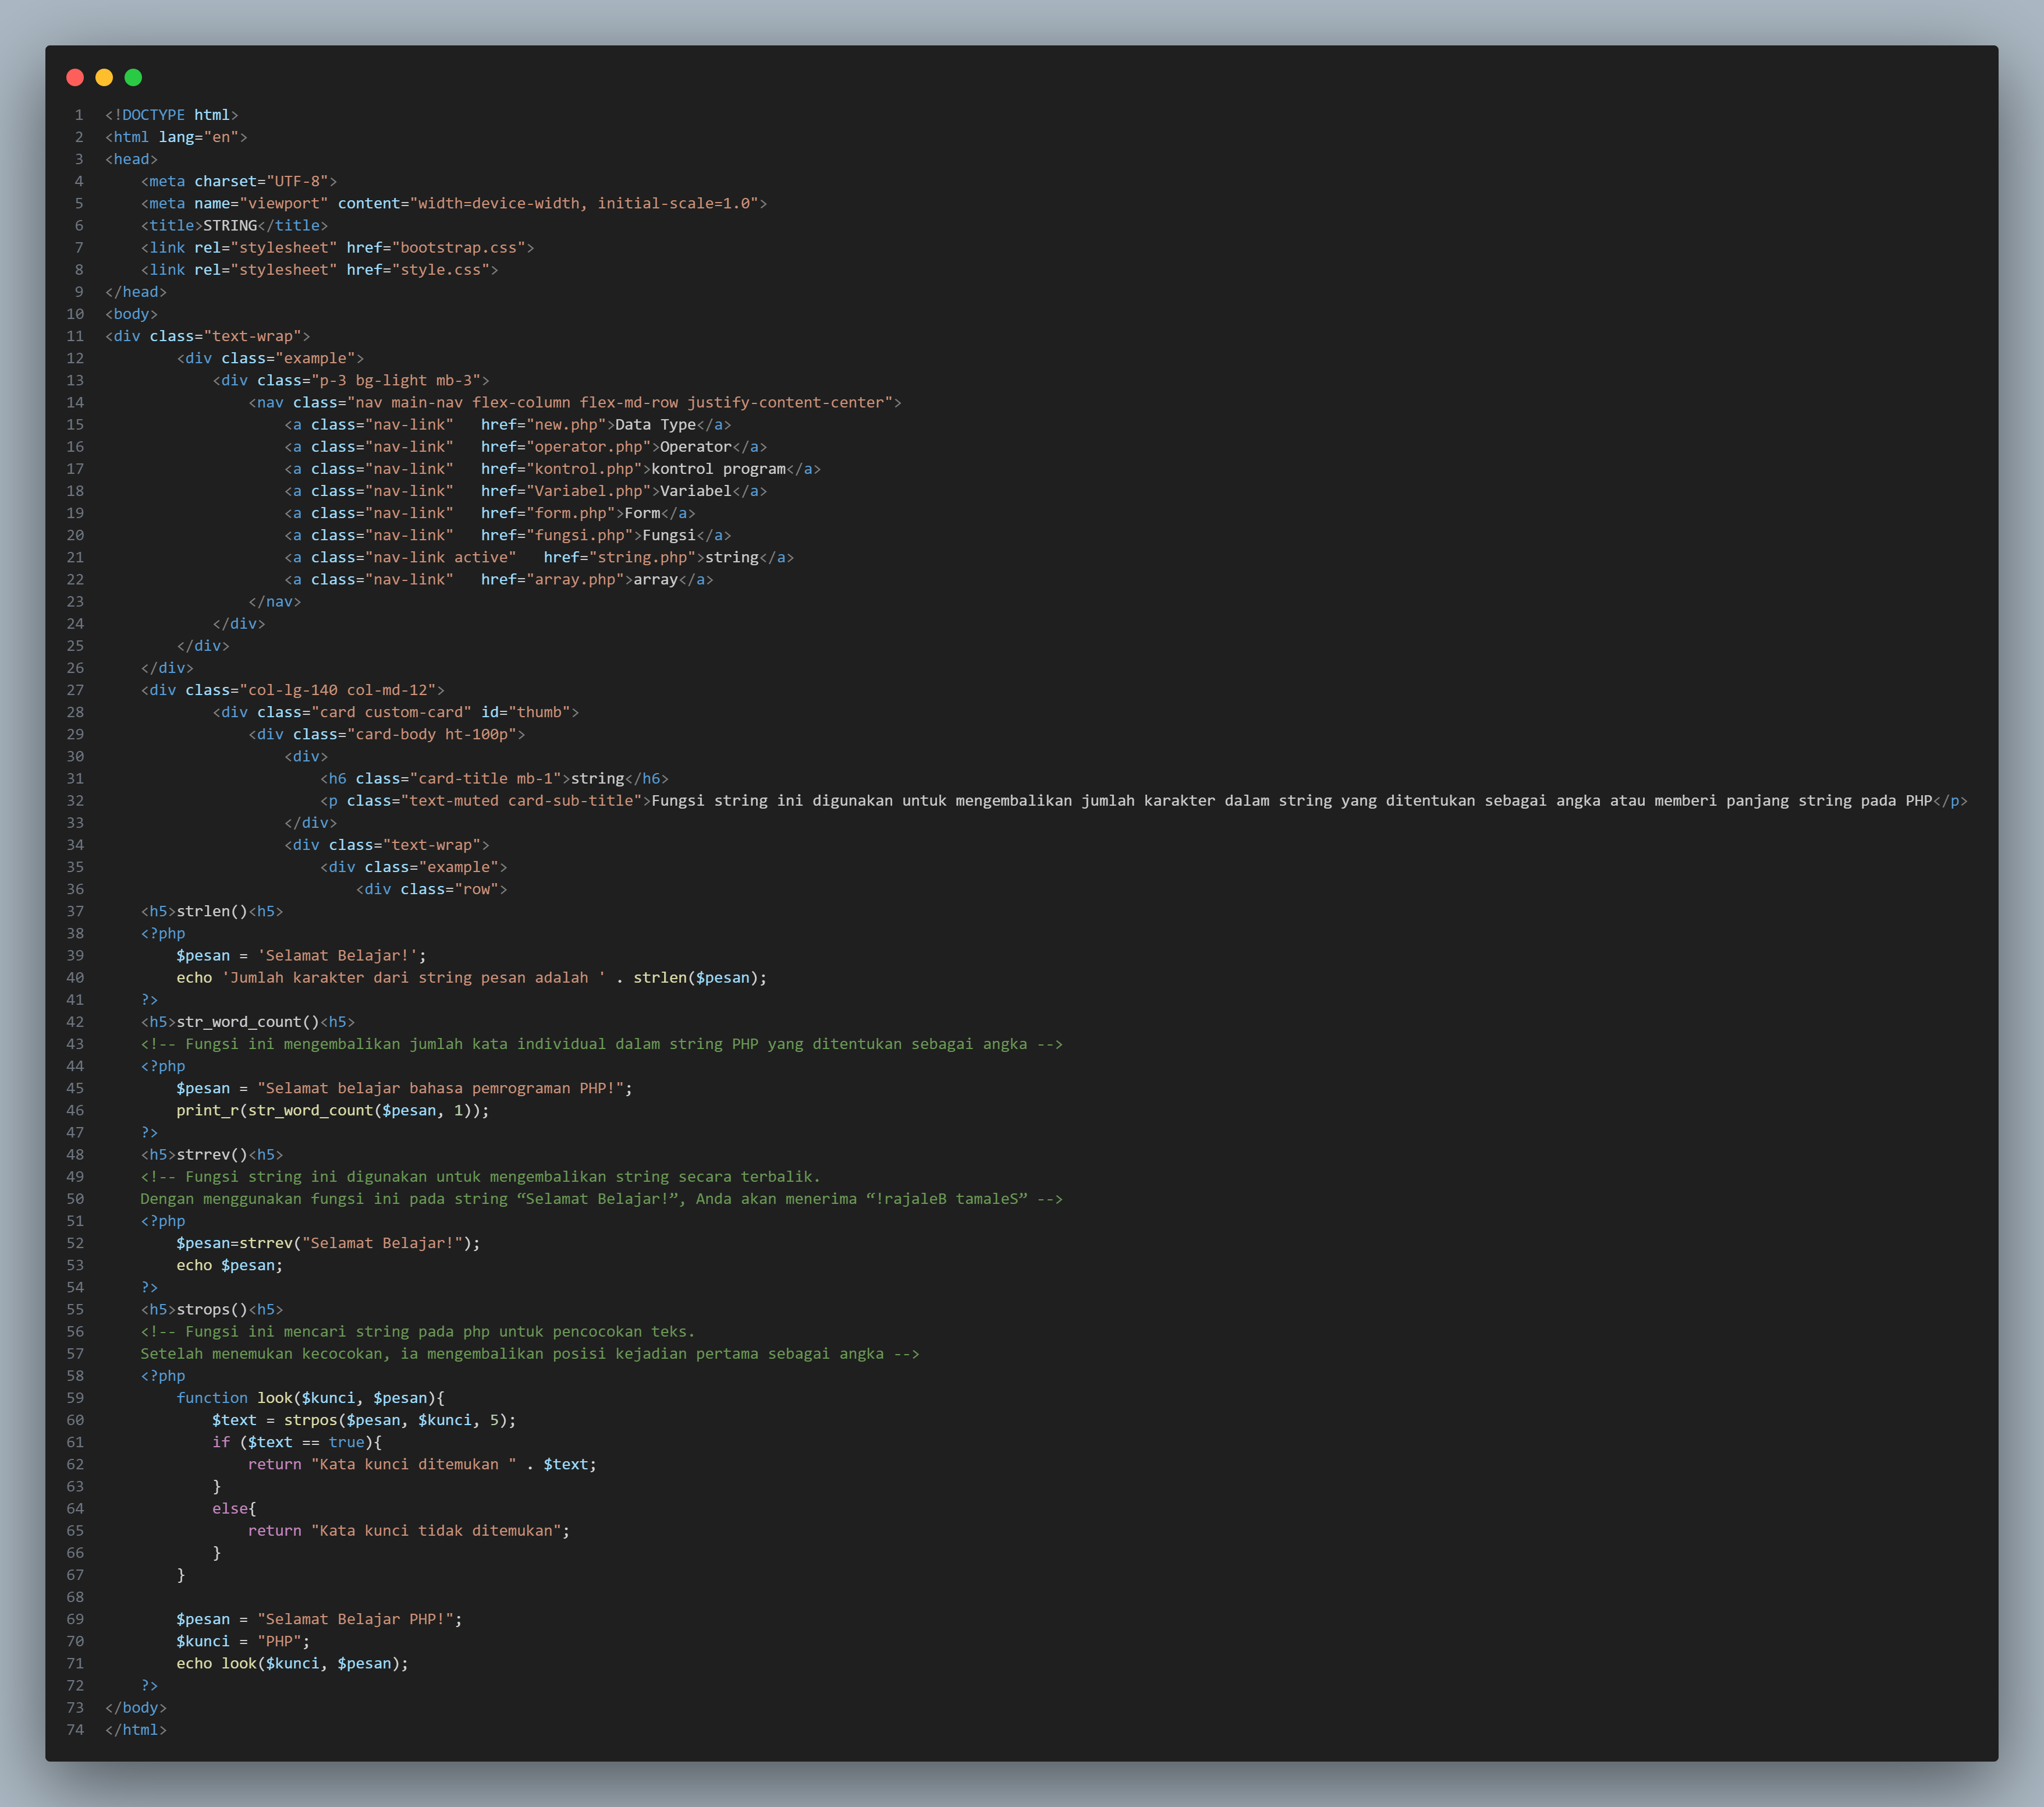 1 <!DOCTYPE html>
2 <html lang="en">
3 <head>
4     <meta charset="UTF-8">
5     <meta name="viewport" content="width=device-width, initial-scale=1.0">
6     <title>STRING</title>
7     <link rel="stylesheet" href="bootstrap.css">
8     <link rel="stylesheet" href="style.css">
9 </head>
10 <body>
11 <div class="text-wrap">
12         <div class="example">
13             <div class="p-3 bg-light mb-3">
14                 <nav class="nav main-nav flex-column flex-md-row justify-content-center">
15                     <a class="nav-link"   href="new.php">Data Type</a>
16                     <a class="nav-link"   href="operator.php">Operator</a>
17                     <a class="nav-link"   href="kontrol.php">kontrol program</a>
18                     <a class="nav-link"   href="Variabel.php">Variabel</a>
19                     <a class="nav-link"   href="form.php">Form</a>
20                     <a class="nav-link"   href="fungsi.php">Fungsi</a>
21                     <a class="nav-link active"   href="string.php">string</a>
22                     <a class="nav-link"   href="array.php">array</a>
23                 </nav>
24             </div>
25         </div>
26     </div>
27     <div class="col-lg-140 col-md-12">
28             <div class="card custom-card" id="thumb">
29                 <div class="card-body ht-100p">
30                     <div>
31                         <h6 class="card-title mb-1">string</h6>
32                         <p class="text-muted card-sub-title">Fungsi string ini digunakan untuk mengembalikan jumlah karakter dalam string yang ditentukan sebagai angka atau memberi panjang string pada PHP</p>
33                     </div>
34                     <div class="text-wrap">
35                         <div class="example">
36                             <div class="row">
37     <h5>strlen()<h5>
38     <?php
39         $pesan = 'Selamat Belajar!';
40         echo 'Jumlah karakter dari string pesan adalah ' . strlen($pesan);
41     ?>
42     <h5>str_word_count()<h5>
43     <!-- Fungsi ini mengembalikan jumlah kata individual dalam string PHP yang ditentukan sebagai angka -->
44     <?php
45         $pesan = "Selamat belajar bahasa pemrograman PHP!";
46         print_r(str_word_count($pesan, 1));
47     ?>
48     <h5>strrev()<h5>
49     <!-- Fungsi string ini digunakan untuk mengembalikan string secara terbalik.
50     Dengan menggunakan fungsi ini pada string “Selamat Belajar!”, Anda akan menerima “!rajaleB tamaleS” -->
51     <?php
52         $pesan=strrev("Selamat Belajar!");
53         echo $pesan;
54     ?>
55     <h5>strops()<h5>
56     <!-- Fungsi ini mencari string pada php untuk pencocokan teks.
57     Setelah menemukan kecocokan, ia mengembalikan posisi kejadian pertama sebagai angka -->
58     <?php
59         function look($kunci, $pesan){
60             $text = strpos($pesan, $kunci, 5);
61             if ($text == true){
62                 return "Kata kunci ditemukan " . $text;
63             }
64             else{
65                 return "Kata kunci tidak ditemukan";
66             }
67         }
68
69         $pesan = "Selamat Belajar PHP!";
70         $kunci = "PHP";
71         echo look($kunci, $pesan);
72     ?>
73 </body>
74 </html>